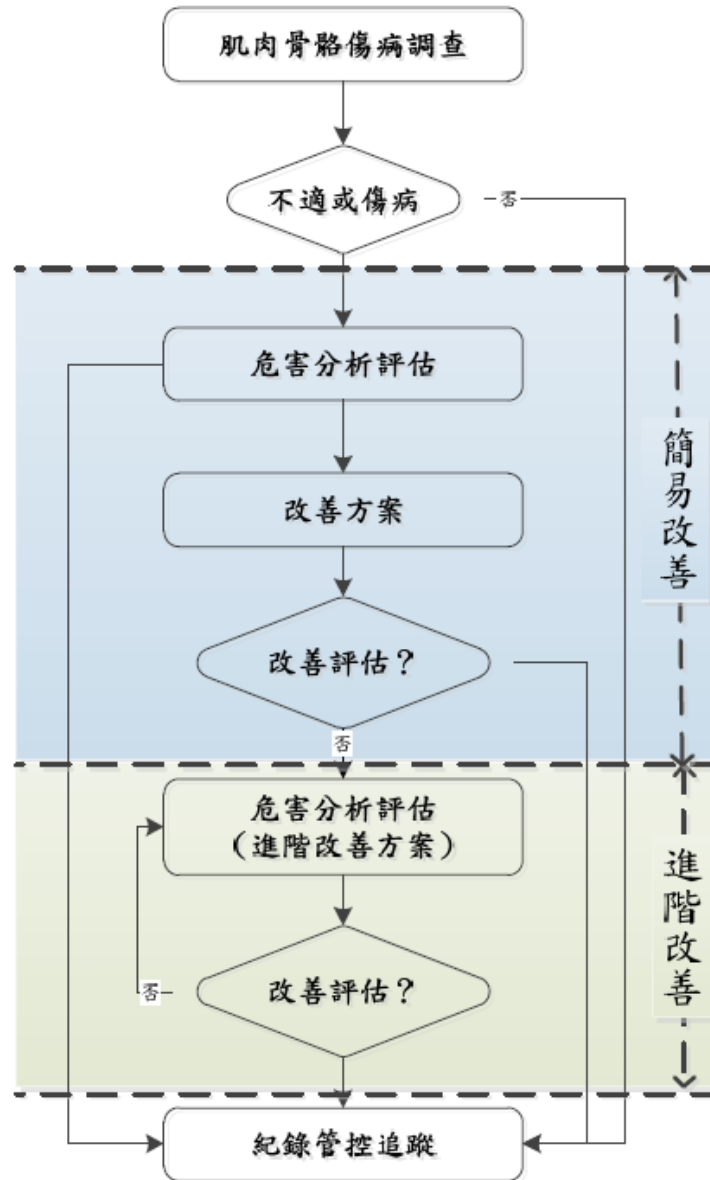 肌肉骨骼傷病調查
不適或傷病
否
危害分析評估
改善方案
簡易改善
改善評估？
否
危害分析評估
（進階改善方案）
進階改善
改善評估？
否
紀錄管控追蹤